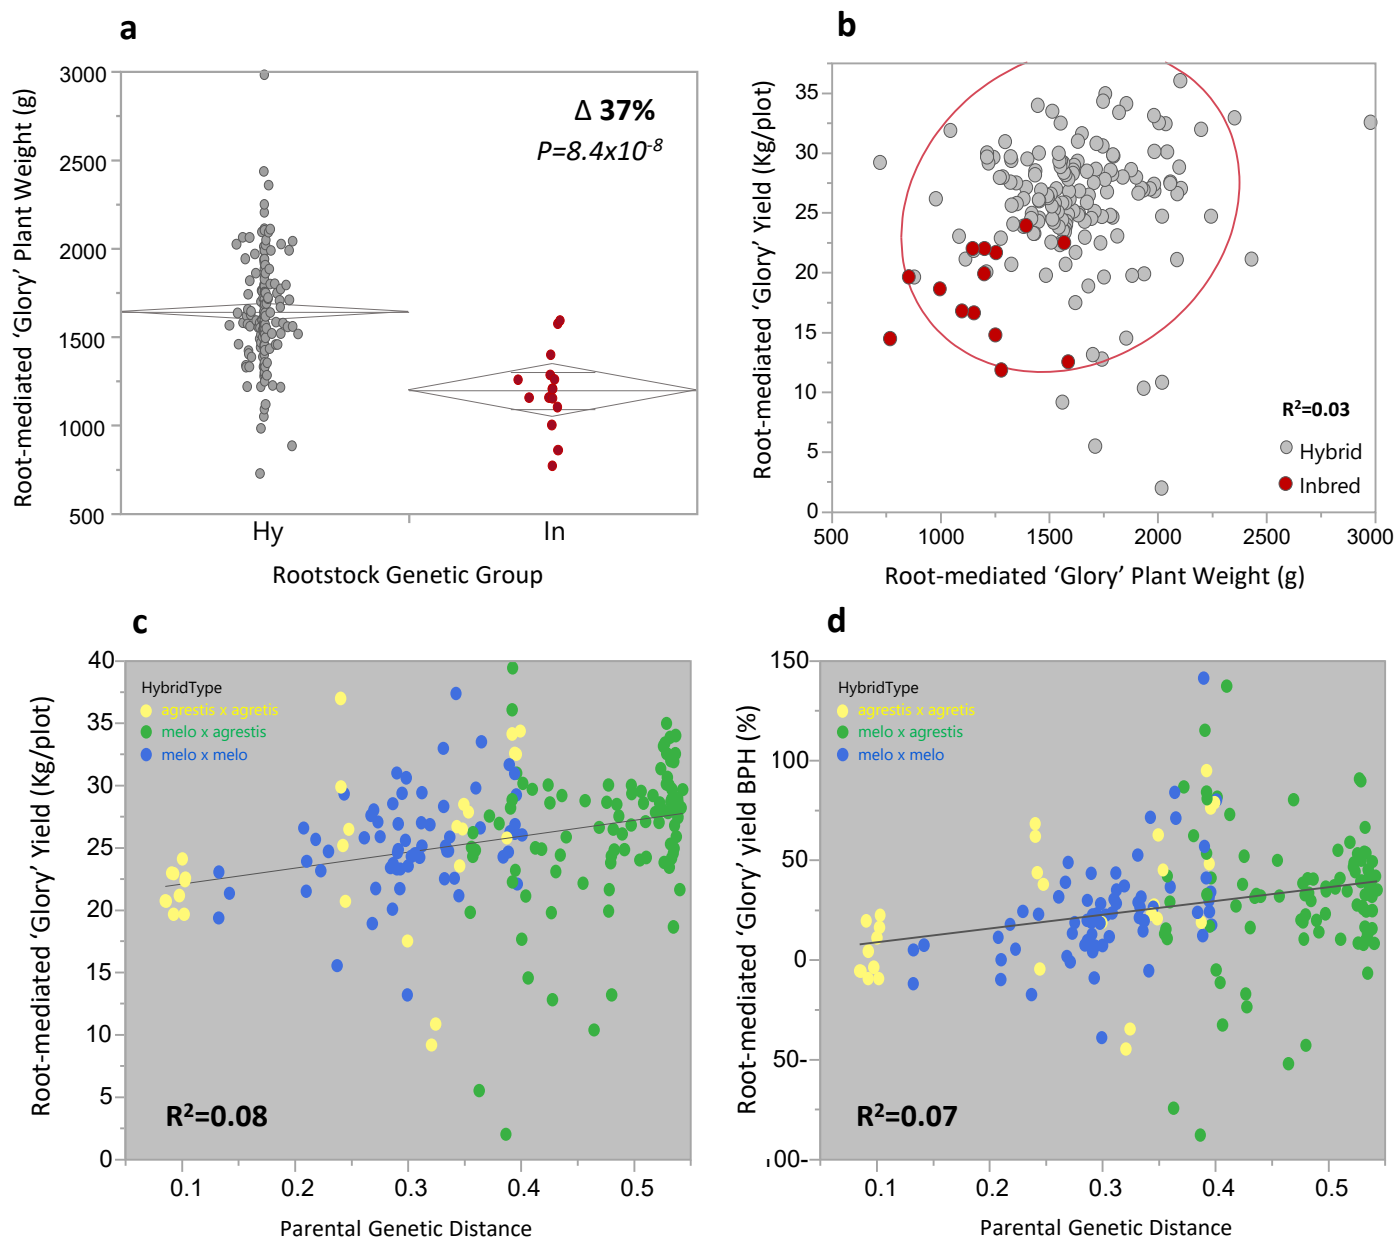 a
Root-mediated ‘Glory’ Plant Weight (g)
3000
2500
2000
1500
1000
500
Δ 37%
P=8.4x10-8
Hy
In
Rootstock Genetic Group
b
Root-mediated ‘Glory’ Yield (Kg/plot)
35
30
25
20
15
10
5
0
R2=0.03
Hybrid
Inbred
500
1000
1500
2000
2500
3000
Root-mediated ‘Glory’ Plant Weight (g)
c
Root-mediated ‘Glory’ Yield (Kg/plot)
40
35
30
25
20
15
10
5
0
HybridType
agrestis x agretis
melo x agrestis
melo x melo
R2=0.08
0.1
0.2
0.3
0.4
0.5
Parental Genetic Distance
d
Root-mediated ‘Glory’ yield BPH (%)
150
100
50
0
50-
00-
HybridType
agrestis x agretis
melo x agrestis
melo x melo
R2=0.07
0.1
0.2
0.3
0.4
0.5
Parental Genetic Distance